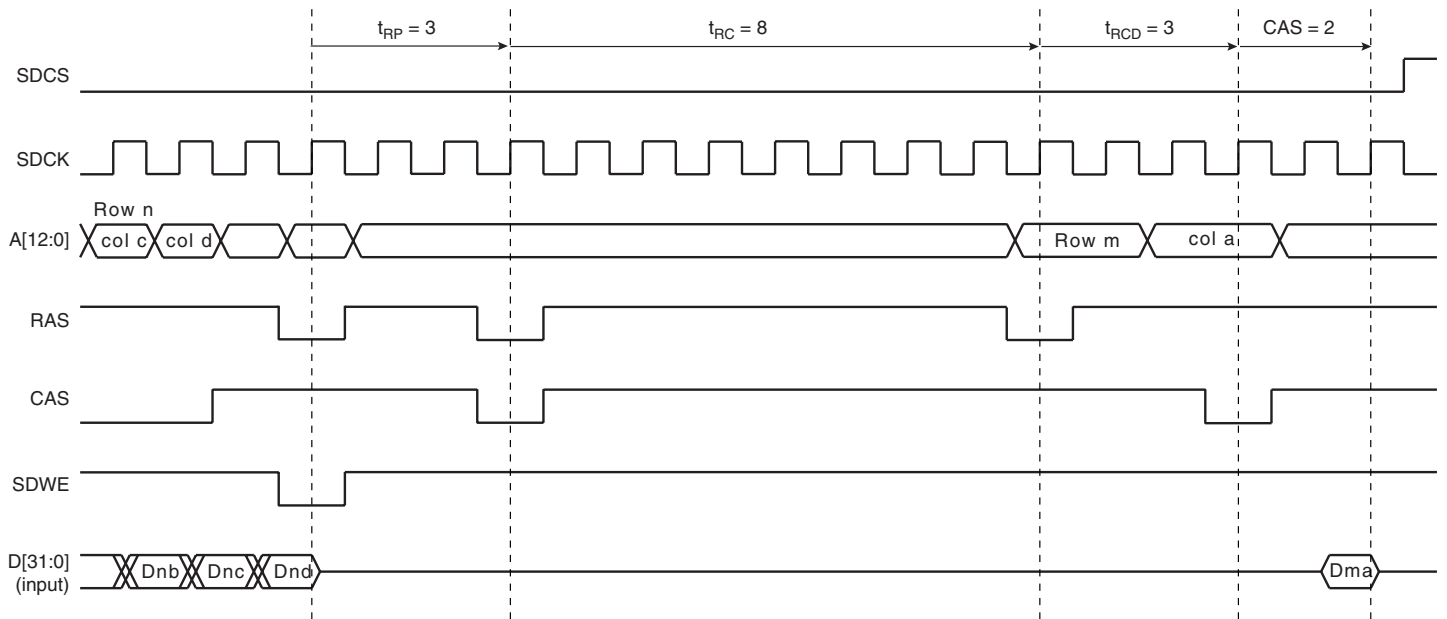 tRP = 3
tRC = 8
tRCD = 3
CAS = 2
SDCS
SDCK
Row n
A[12:0]
col c
col d
Row m
col a
RAS
CAS
SDWE
D[31:0]
(input)
Dnb
Dnc
Dnd
Dma